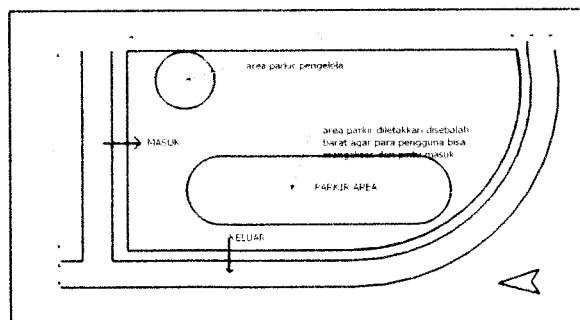 area parkir pengelola
area parkir diletakkan disebalah
barat agar para pengguna bisa
mengakses dari pintu masuk
MASUK
PARKIR AREA
KELUAR